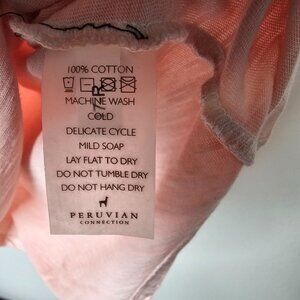 100% COTTON
MACHINE WASH
COLD
DELICATE CYCLE
MILD SOAP
LAY FLAT TO DRY
DO NOT TUMBLE DRY
DO NOT HANG DRY
PERUVIAN
CONNECTION